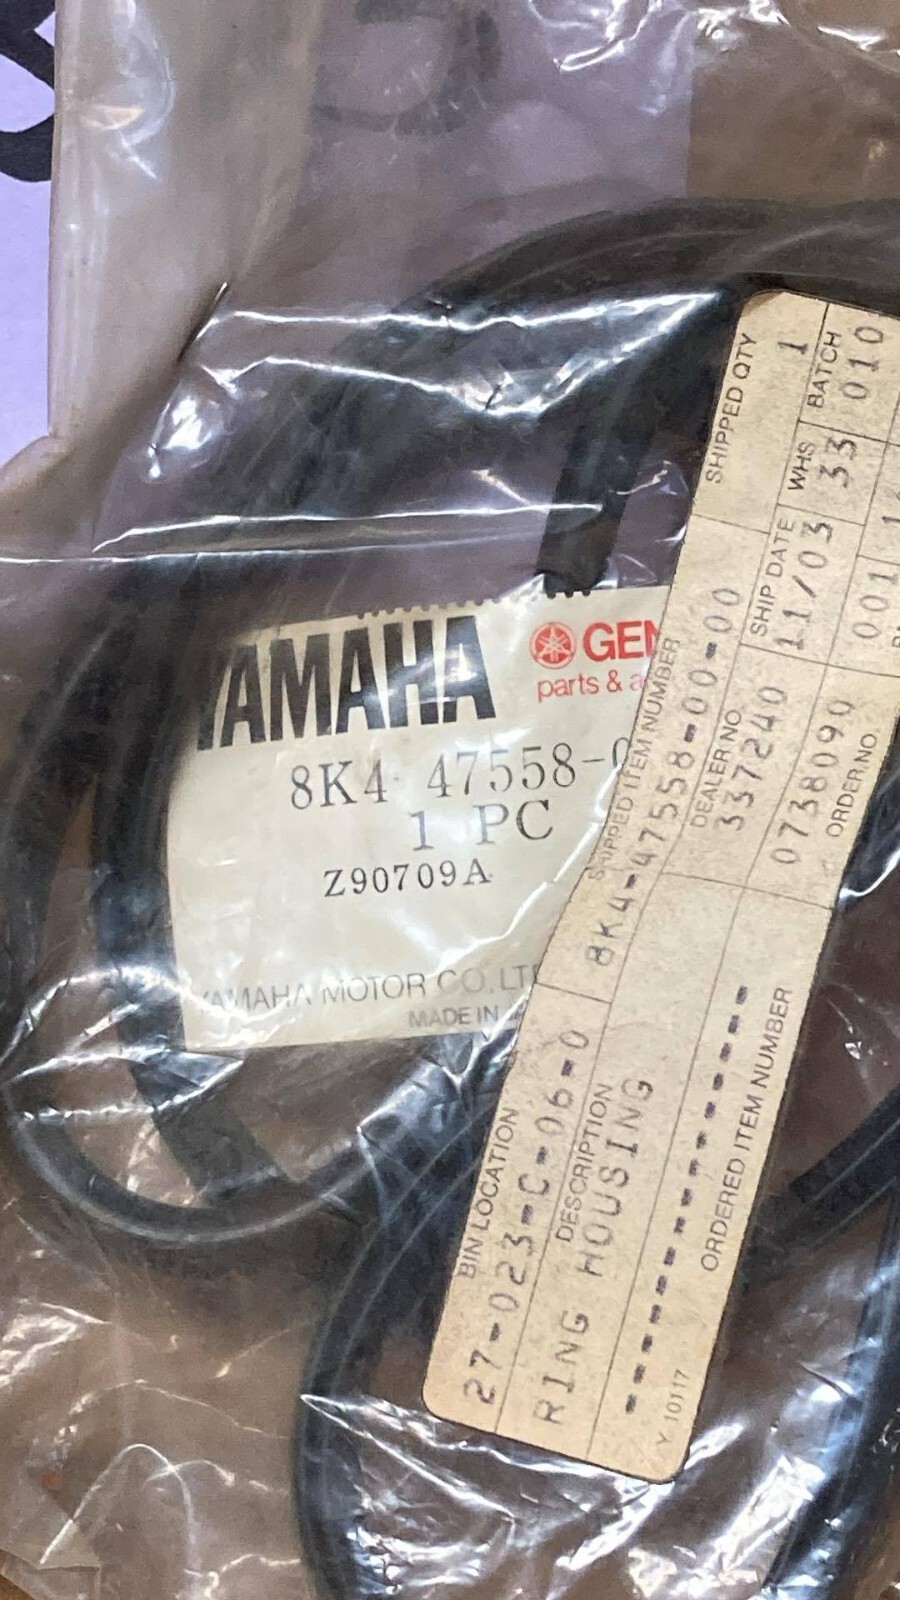 YAMAHA
GEN
parts & a
8K4-47558-0
1 PC
Z90709A
YAMAHA MOTOR CO.,LT
MADE IN
SHIPPED QTY
1
BATCH
010
WHS
33
SHIP DATE
11/03
001
SHIPPED ITEM NUMBER
8K4-47558-00-00
DEALER NO.
337240
0738090
ORDER NO.
BIN LOCATION
27-023-C-06-0
DESCRIPTION
RING HOUSING
ORDERED ITEM NUMBER
Y 10117